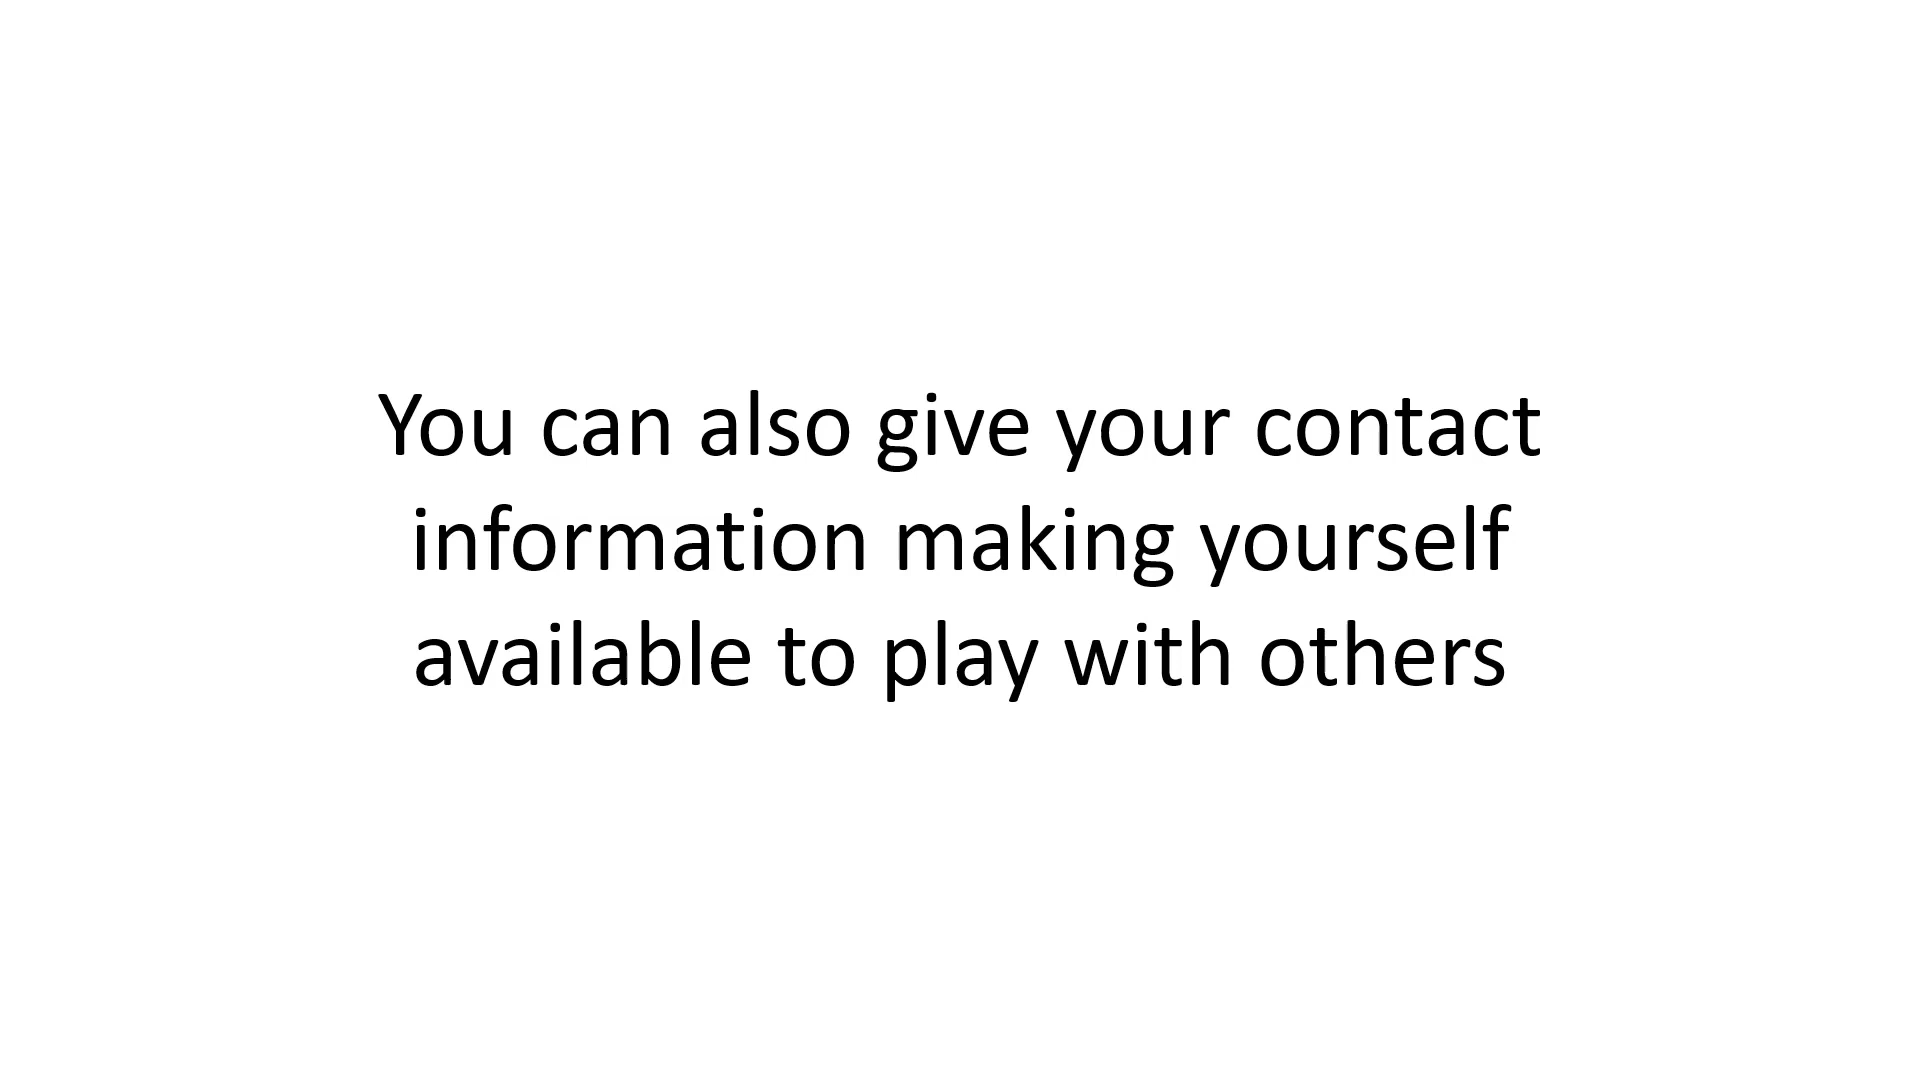 You can also give your contact
information making yourself
available to play with others